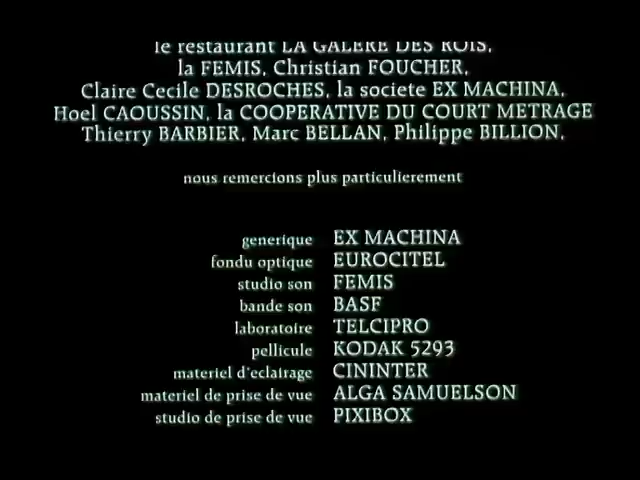 le restaurant LA GALERE DES ROIS,
la FEMIS, Christian FOUCHER,
Claire Cecile DESROCHES, la societe EX MACHINA,
Hoel CAOUSSIN, la COOPERATIVE DU COURT METRAGE
Thierry BARBIER, Marc BELLAN, Philippe BILLION,
nous remercions plus particulierement
generique EX MACHINA
fondu optique EUROCITEL
studio son FEMIS
bande son BASF
laboratoire TELCIPRO
pellicule KODAK 5293
materiel d'eclairage CININTER
materiel de prise de vue ALGA SAMUELSON
studio de prise de vue PIXIBOX